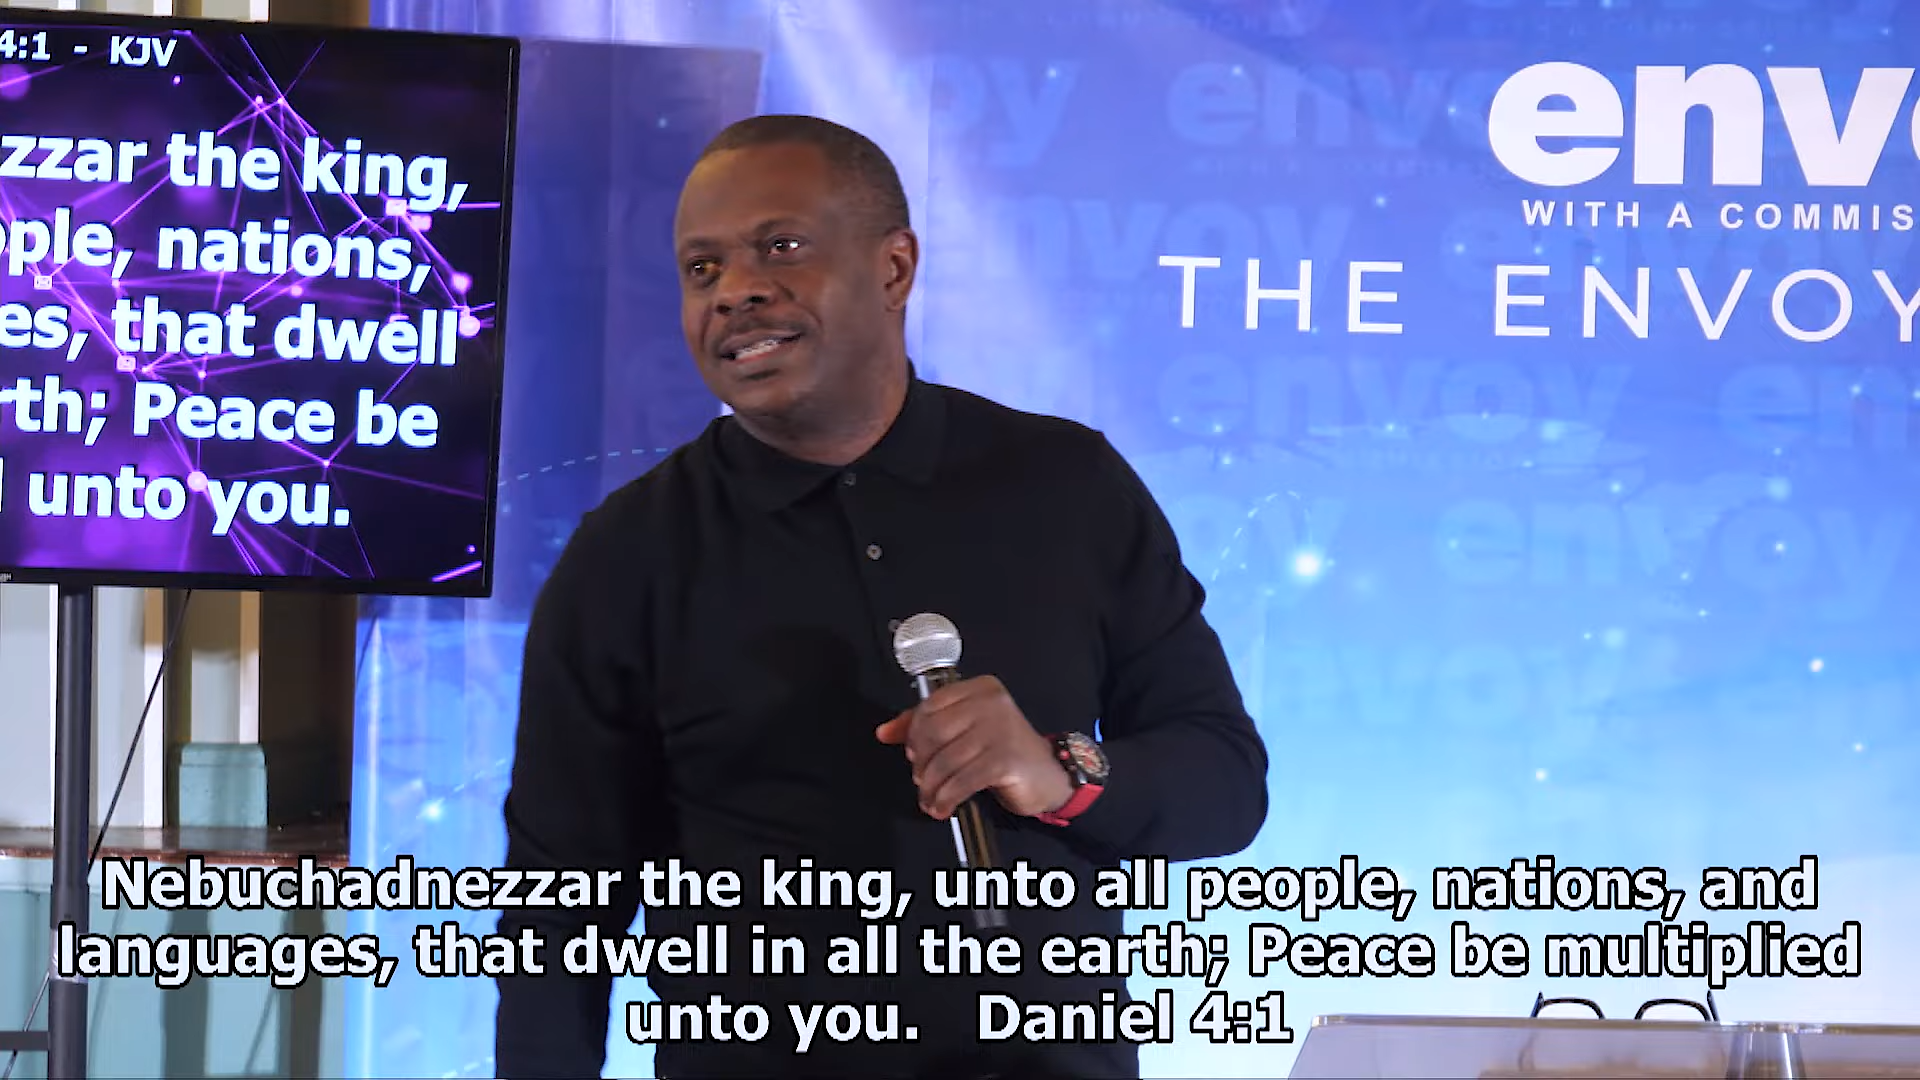 4:1 - KJV
zzar the king,
ple, nations,
es, that dwell
rth; Peace be
unto you.
env
WITH A COMMIS
THE ENVOY
Nebuchadnezzar the king, unto all people, nations, and
languages, that dwell in all the earth; Peace be multiplied
unto you. Daniel 4:1